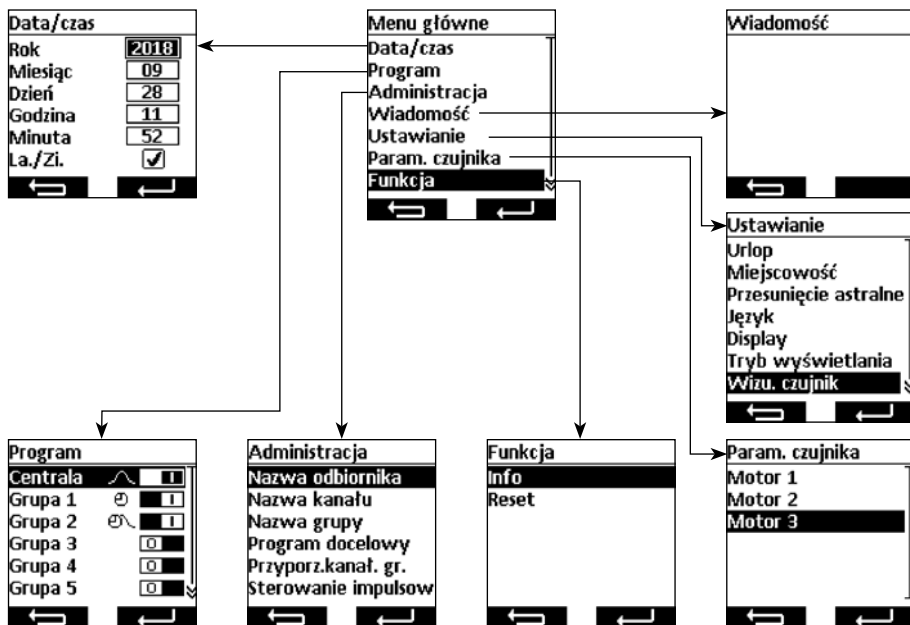 Data/czas
Rok 2018
Miesiąc 09
Dzień 28
Godzina 11
Minuta 52
La./Zi.
Menu główne
Data/czas
Program
Administracja
Wiadomość
Ustawianie
Param. czujnika
Funkcja
Wiadomość
Ustawianie
Urlop
Miejscowość
Przesunięcie astralne
Język
Display
Tryb wyświetlania
Wizu. czujnik
Program
Centrala I
Grupa 1 I
Grupa 2 I
Grupa 3 0
Grupa 4 0
Grupa 5 0
Administracja
Nazwa odbiornika
Nazwa kanału
Nazwa grupy
Program docelowy
Przyporz.kanał. gr.
Sterowanie impulsow
Funkcja
Info
Reset
Param. czujnika
Motor 1
Motor 2
Motor 3